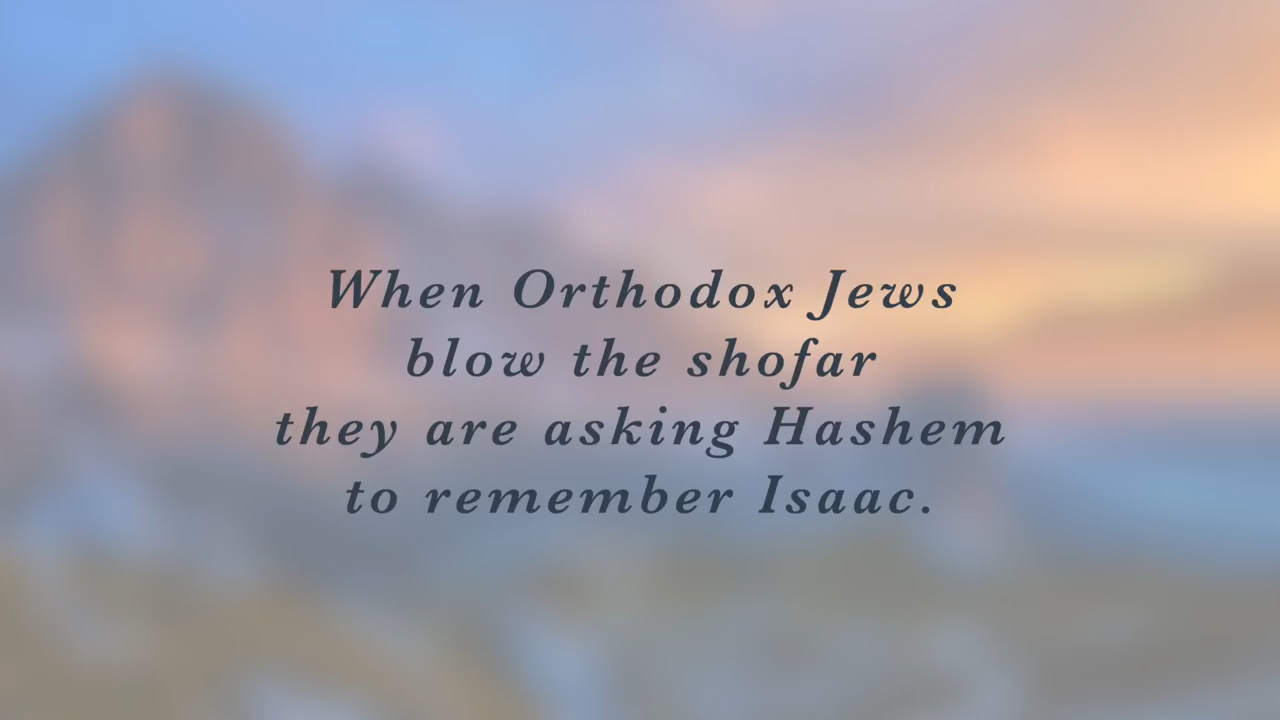 When Orthodox Jews
blow the shofar
they are asking Hashem
to remember Isaac.